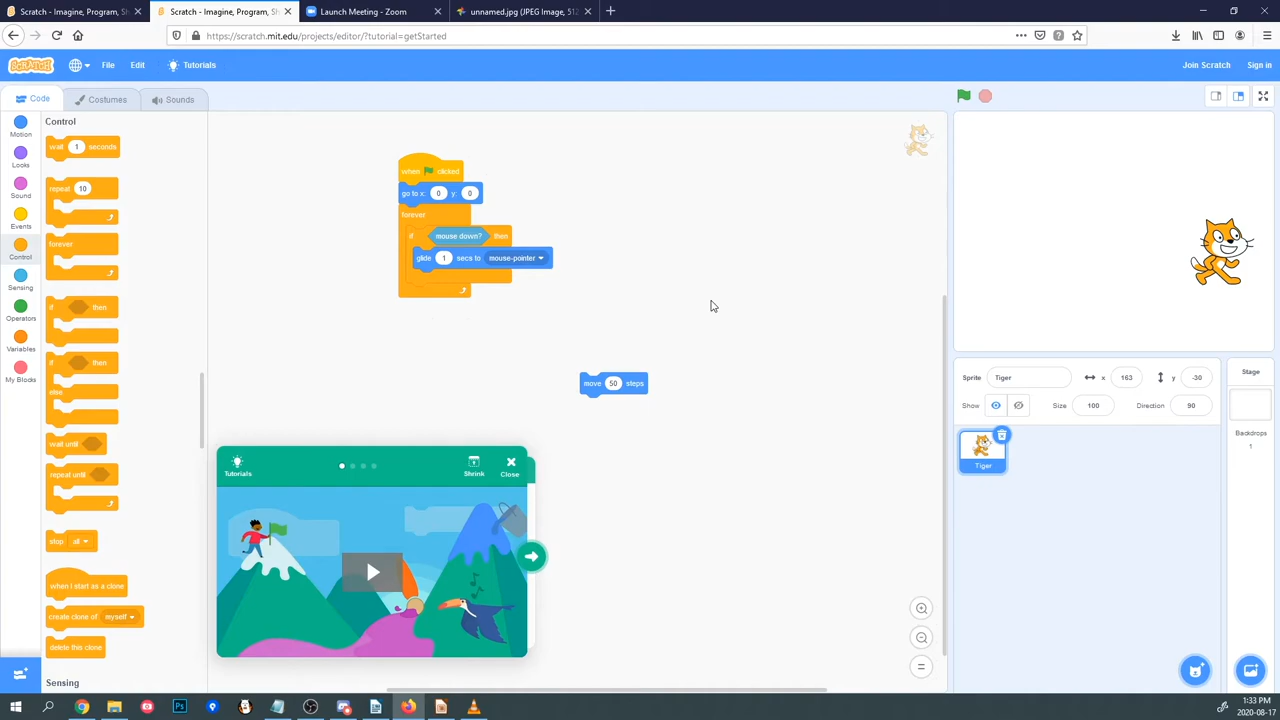 Scratch - Imagine, Program, Sh
Scratch - Imagine, Program, Sh
Launch Meeting - Zoom
unnamed.jpg (JPEG Image, 512
https://scratch.mit.edu/projects/editor/?tutorial=getStarted
SCRATCH
File
Edit
Tutorials
Join Scratch
Sign in
Code
Costumes
Sounds
Motion
Looks
Sound
Events
Control
Sensing
Operators
Variables
My Blocks
Control
wait 1 seconds
repeat 10
forever
if then
if then
else
wait until
repeat until
stop all
when I start as a clone
create clone of myself
delete this clone
Sensing
when clicked
go to x: 0 y: 0
forever
if mouse down? then
glide 1 secs to mouse-pointer
move 50 steps
Tutorials
Shrink
Close
Sprite Tiger x 163 y -30
Show Size 100 Direction 90
Tiger
Stage
Backdrops
1
1:33 PM
2020-08-17